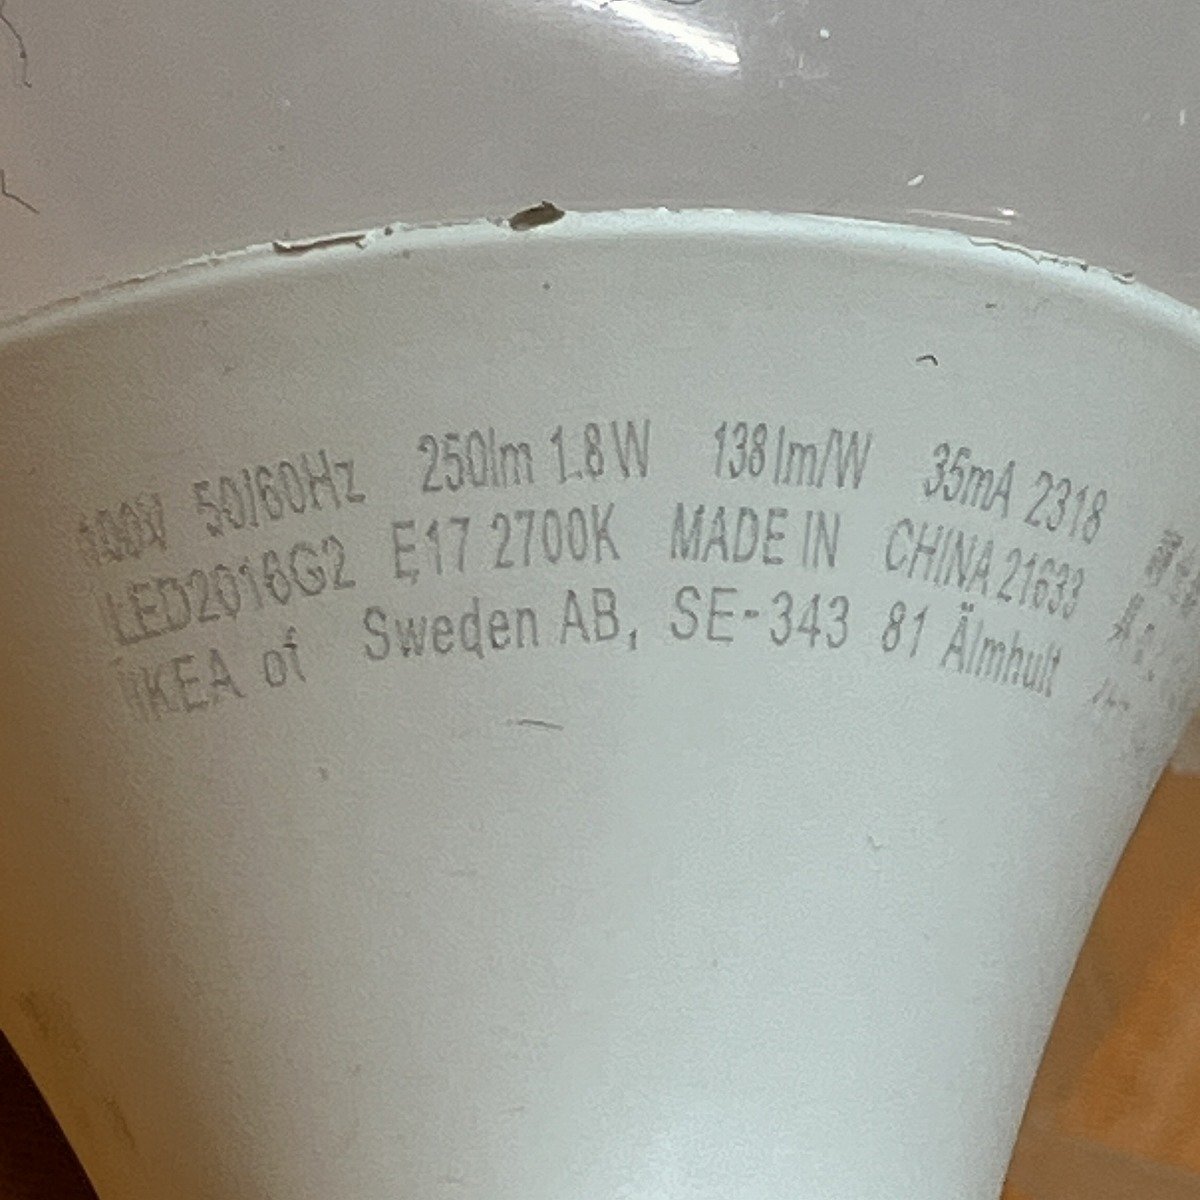 100V 50/60Hz 250lm 1.8W 138lm/W 35mA 2318
LED2016G2 E17 2700K MADE IN CHINA 21633
IKEA of Sweden AB, SE-343 81 Älmhult